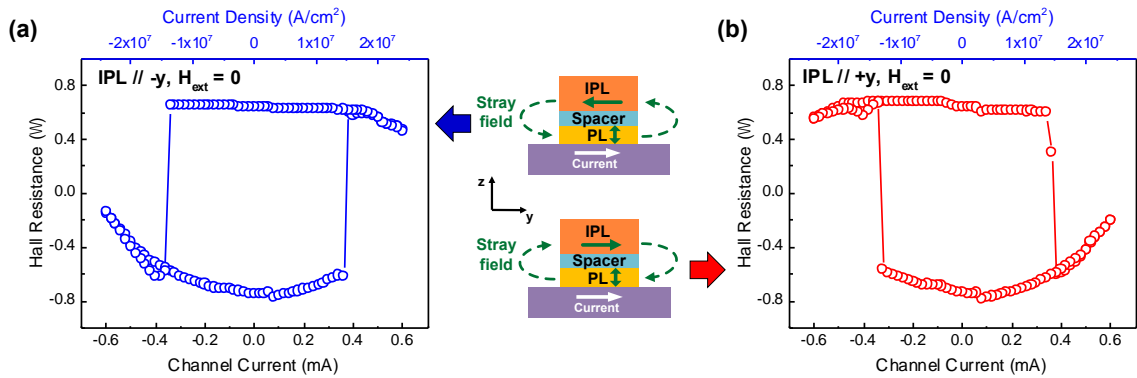 (a)
Current Density (A/cm²)
-2x10⁷ -1x10⁷ 0 1x10⁷ 2x10⁷
IPL // -y, H_ext = 0
Hall Resistance (W)
0.8
0.4
0.0
-0.4
-0.8
-0.6 -0.4 -0.2 0.0 0.2 0.4 0.6
Channel Current (mA)
Stray
field
IPL
Spacer
PL
Current
z
y
Stray
field
IPL
Spacer
PL
Current
(b)
Current Density (A/cm²)
-2x10⁷ -1x10⁷ 0 1x10⁷ 2x10⁷
IPL // +y, H_ext = 0
Hall Resistance (W)
0.8
0.4
0.0
-0.4
-0.8
-0.6 -0.4 -0.2 0.0 0.2 0.4 0.6
Channel Current (mA)